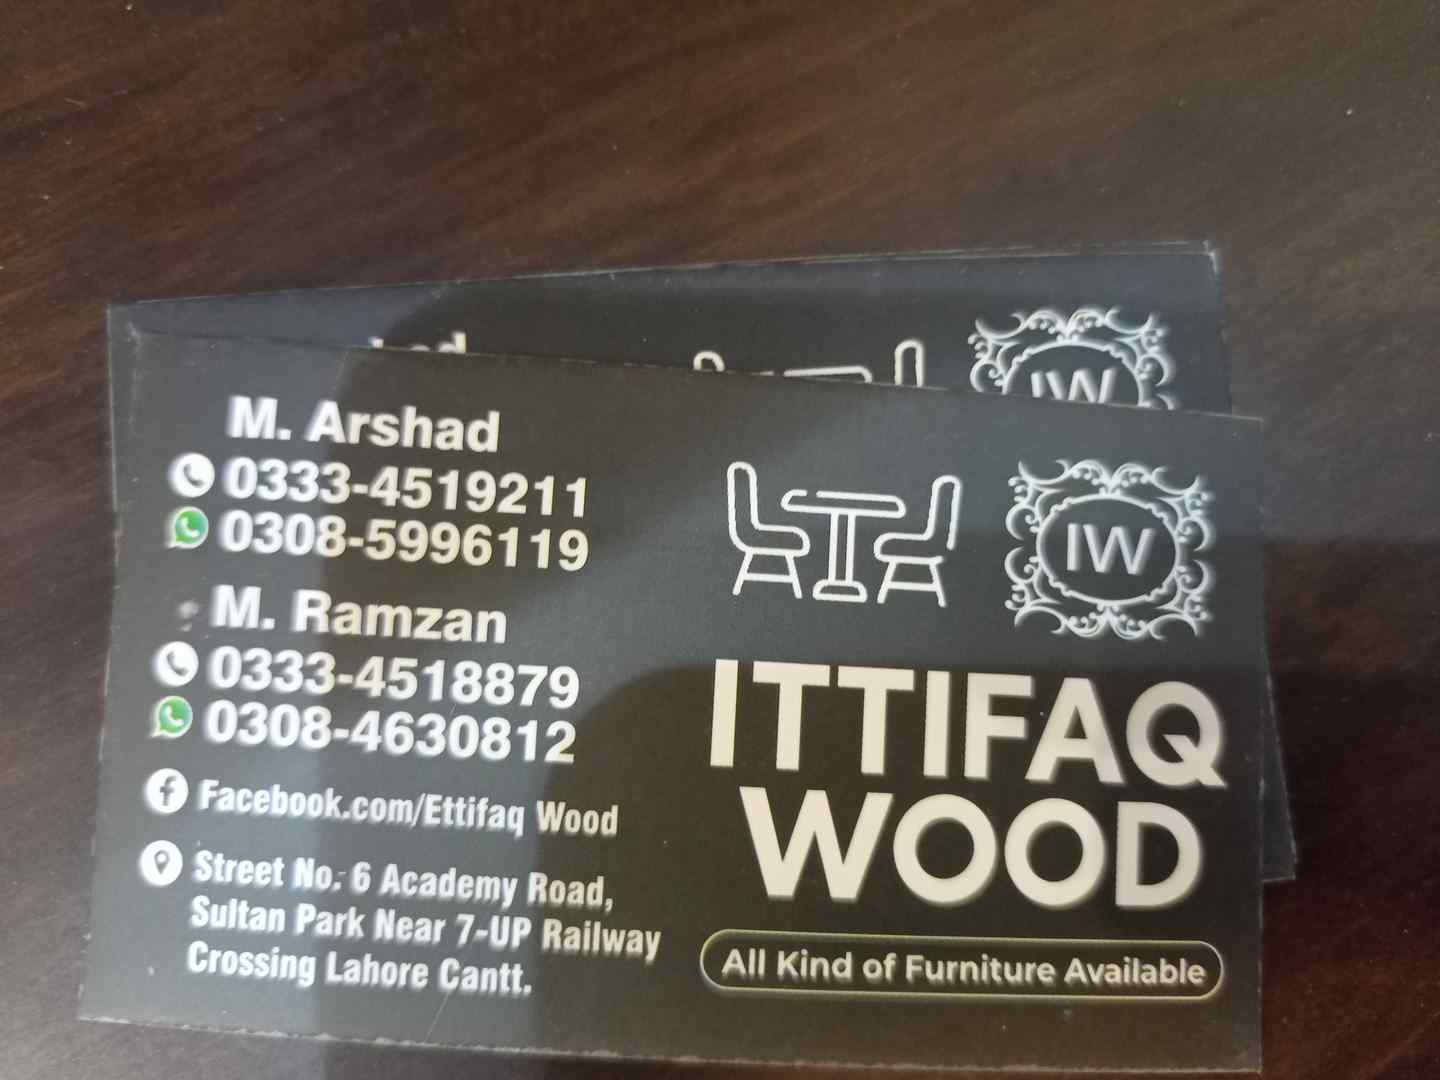 IW
M. Arshad
0333-4519211
0308-5996119
M. Ramzan
0333-4518879
0308-4630812
Facebook.com/Ettifaq Wood
Street No.: 6 Academy Road,
Sultan Park Near 7-UP Railway
Crossing Lahore Cantt.
IW
ITTIFAQ
WOOD
All Kind of Furniture Available